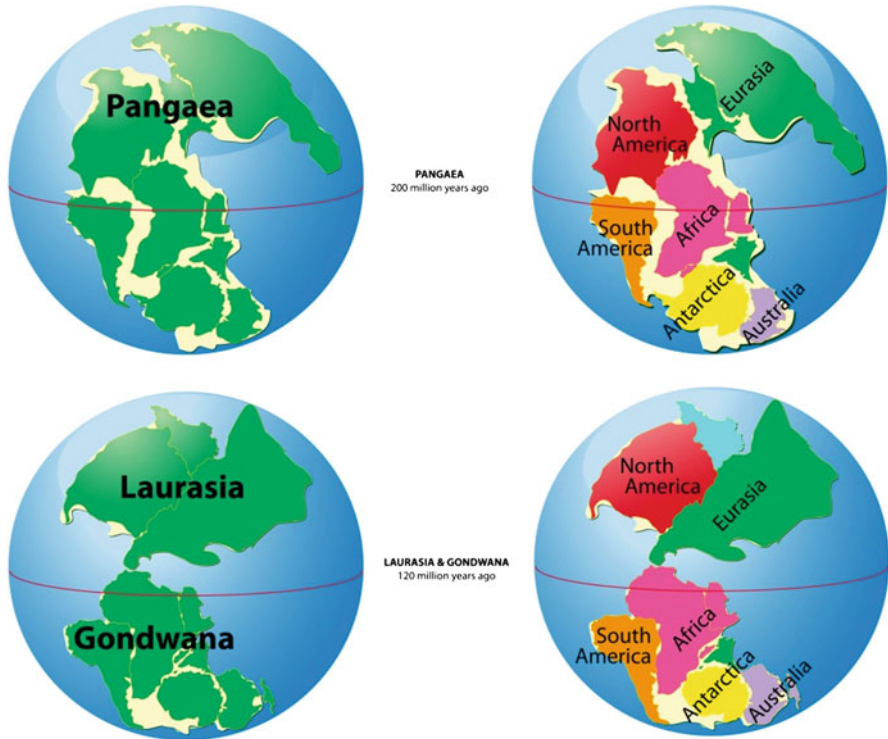 Pangaea
PANGAEA
200 million years ago
Eurasia
North
America
South
America
Africa
Antarctica
Australia
Laurasia
Gondwana
LAURASIA & GONDWANA
120 million years ago
North
America
Eurasia
South
America
Africa
Antarctica
Australia